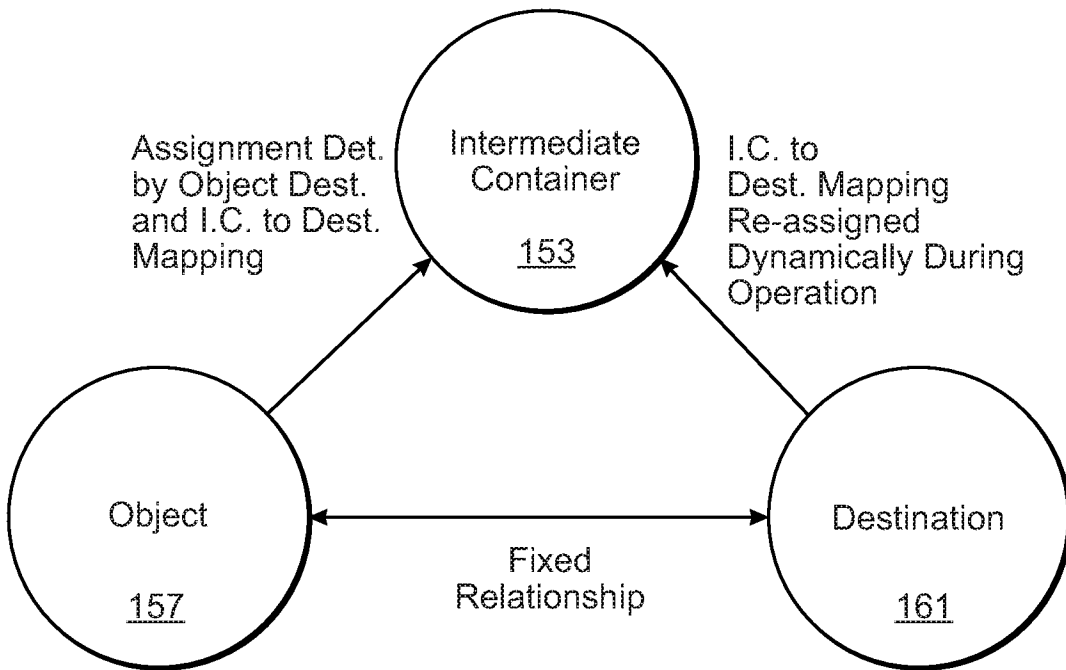 Intermediate
Container
153
Assignment Det.
by Object Dest.
and I.C. to Dest.
Mapping
I.C. to
Dest. Mapping
Re-assigned
Dynamically During
Operation
Object
157
Fixed
Relationship
Destination
161